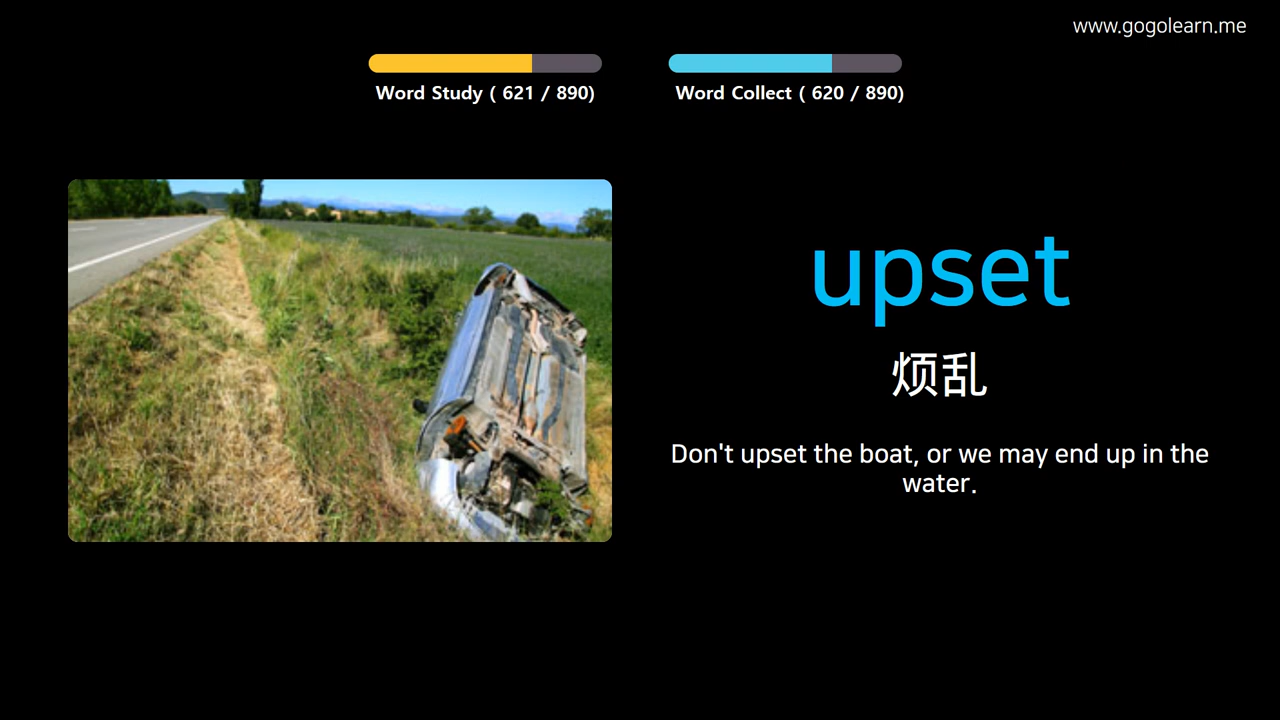 www.gogolearn.me
Word Study ( 621 / 890)
Word Collect ( 620 / 890)
upset
烦乱
Don't upset the boat, or we may end up in the
water.